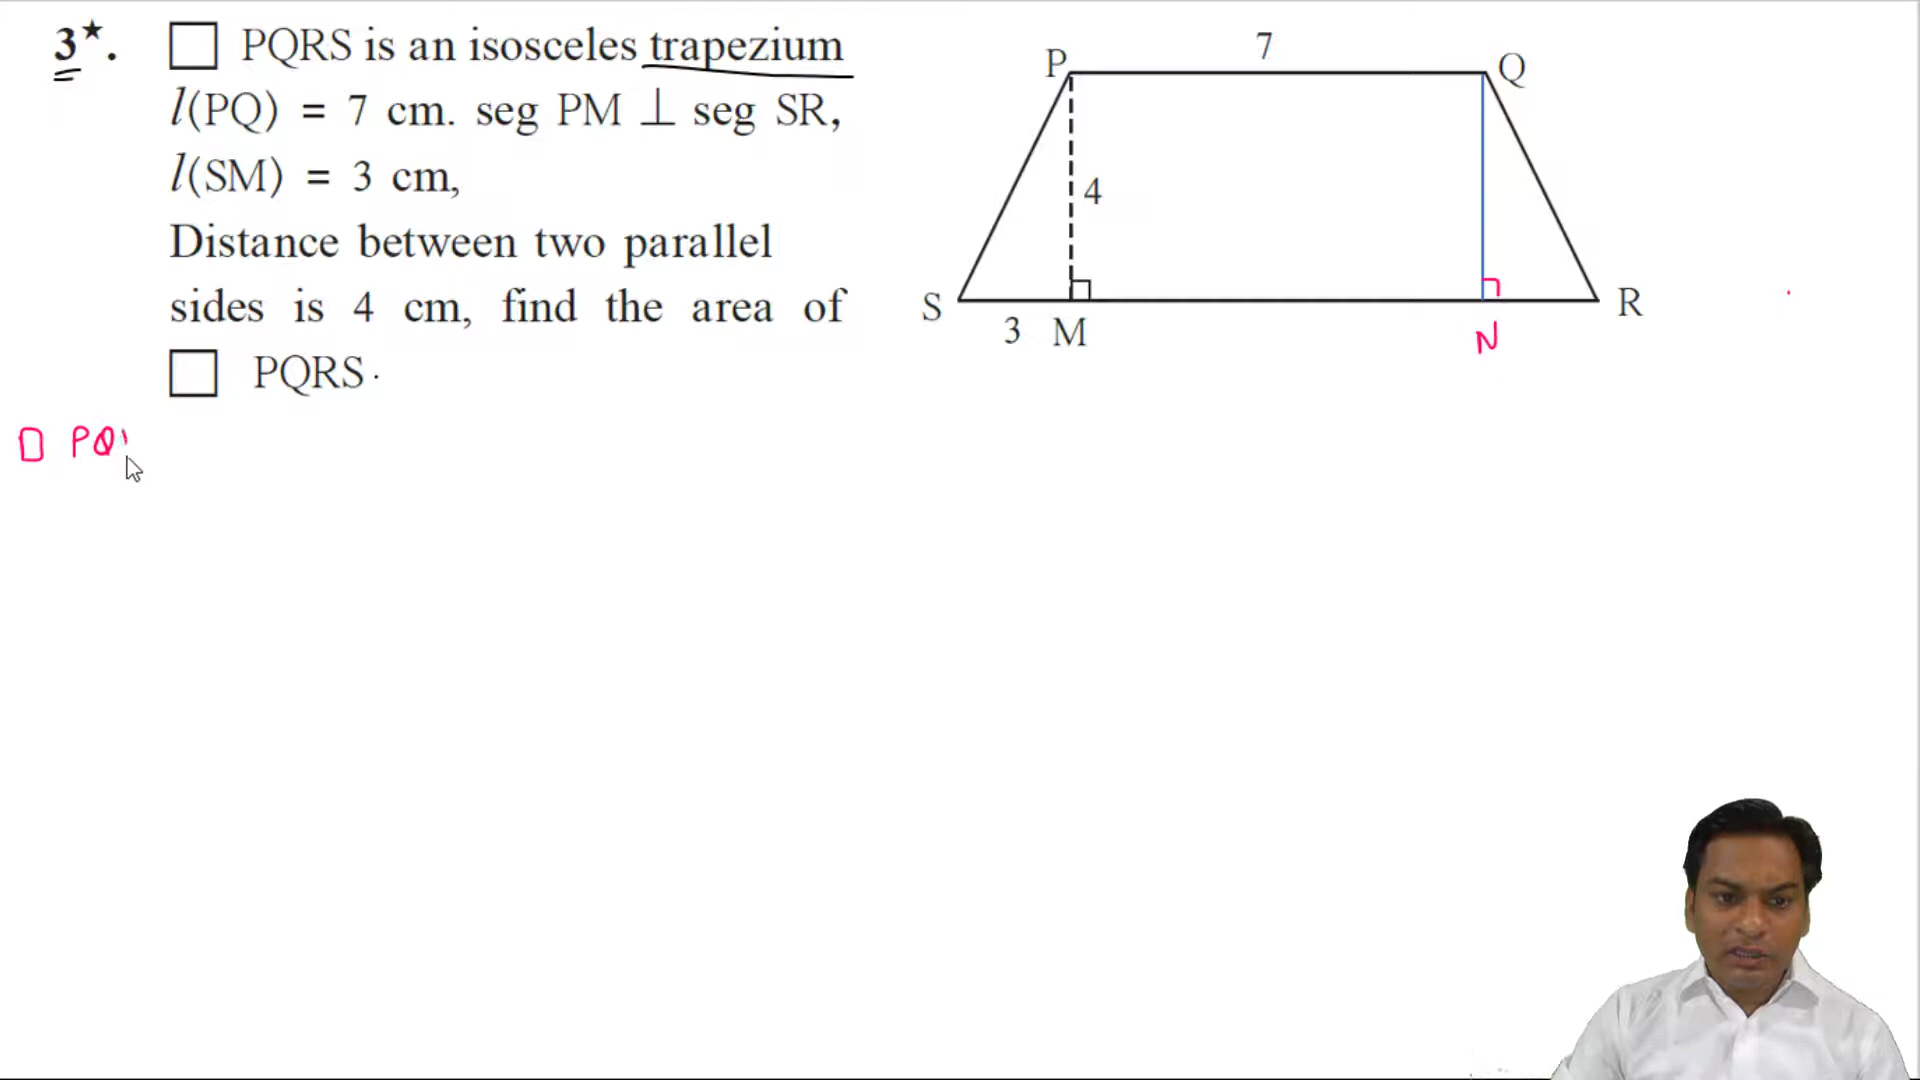 3★. □ PQRS is an isosceles trapezium
l(PQ) = 7 cm. seg PM ⊥ seg SR,
l(SM) = 3 cm,
Distance between two parallel
sides is 4 cm, find the area of
□ PQRS.
P 7 Q
4
S 3 M N R
□ PQ